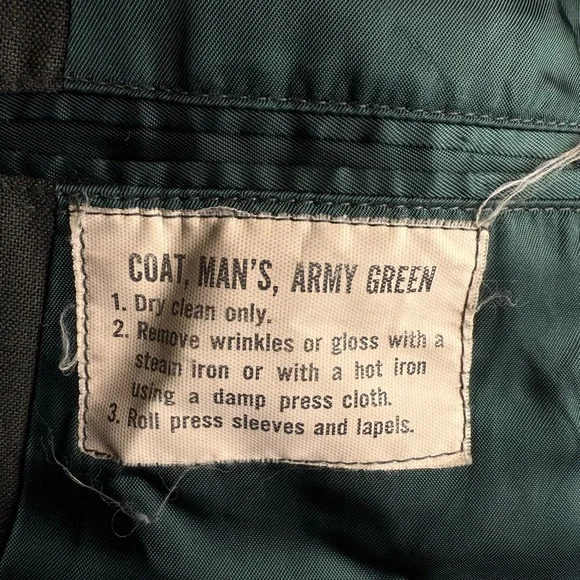 COAT, MAN'S, ARMY GREEN
1. Dry clean only.
2. Remove wrinkles or gloss with a
steam iron or with a hot iron
using a damp press cloth.
3. Roll press sleeves and lapels.